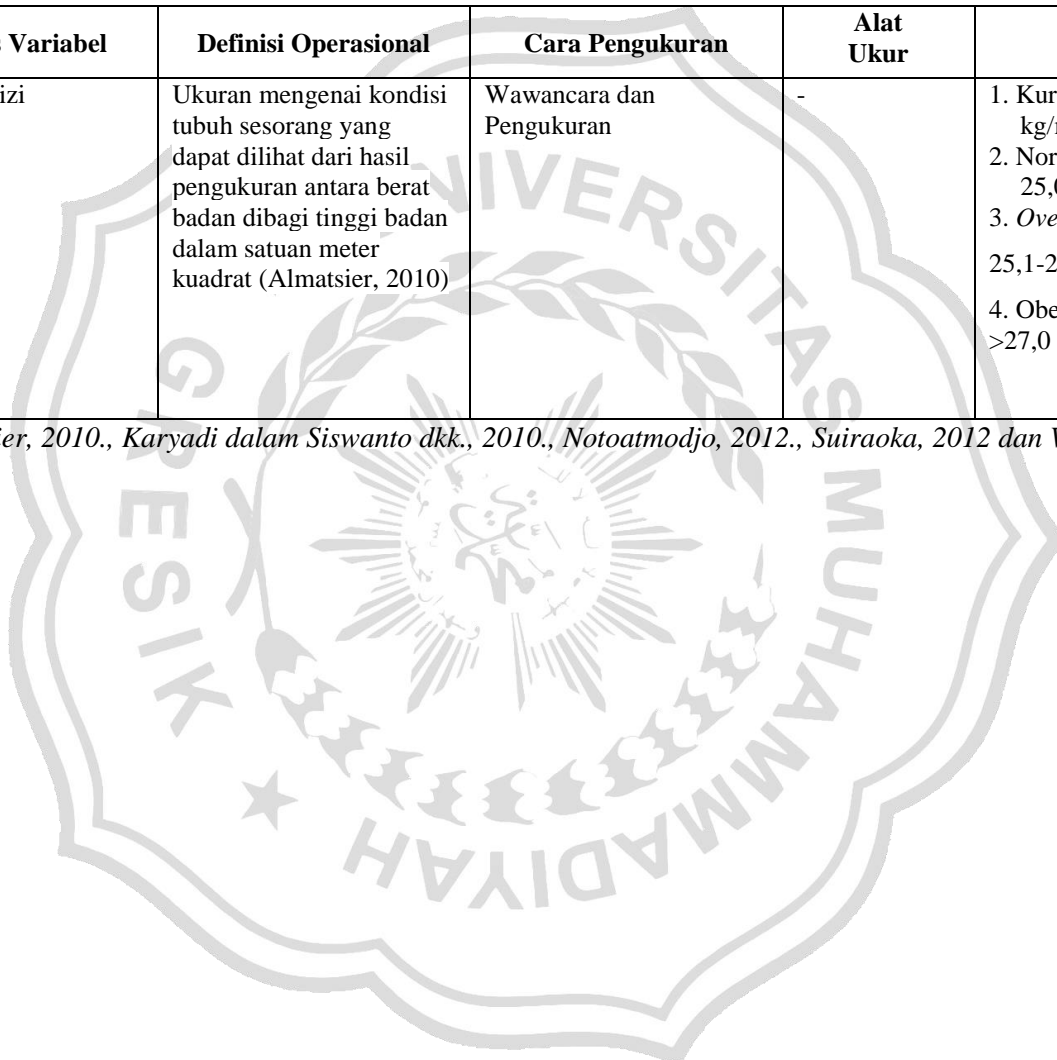 s Variabel
Definisi Operasional
Cara Pengukuran
Alat
Ukur
izi
Ukuran mengenai kondisi
tubuh sesorang yang
dapat dilihat dari hasil
pengukuran antara berat
badan dibagi tinggi badan
dalam satuan meter
kuadrat (Almatsier, 2010)
Wawancara dan
Pengukuran
-
1. Kur
kg/
2. Nor
25,0
3. Ove
25,1-2
4. Obe
>27,0
ier, 2010., Karyadi dalam Siswanto dkk., 2010., Notoatmodjo, 2012., Suiraoka, 2012 dan
UNIVERSITAS MUHAMMADIYAH
GRESIK